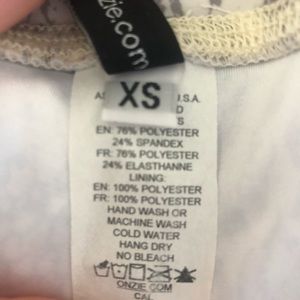 .com
XS
U.S.A.
EN: 76% POLYESTER
24% SPANDEX
FR: 76% POLYESTER
24% ELASTHANNE
LINING:
EN: 100% POLYESTER
FR: 100% POLYESTER
HAND WASH OR
MACHINE WASH
COLD WATER
HANG DRY
NO BLEACH
ONZIE.COM
CAL